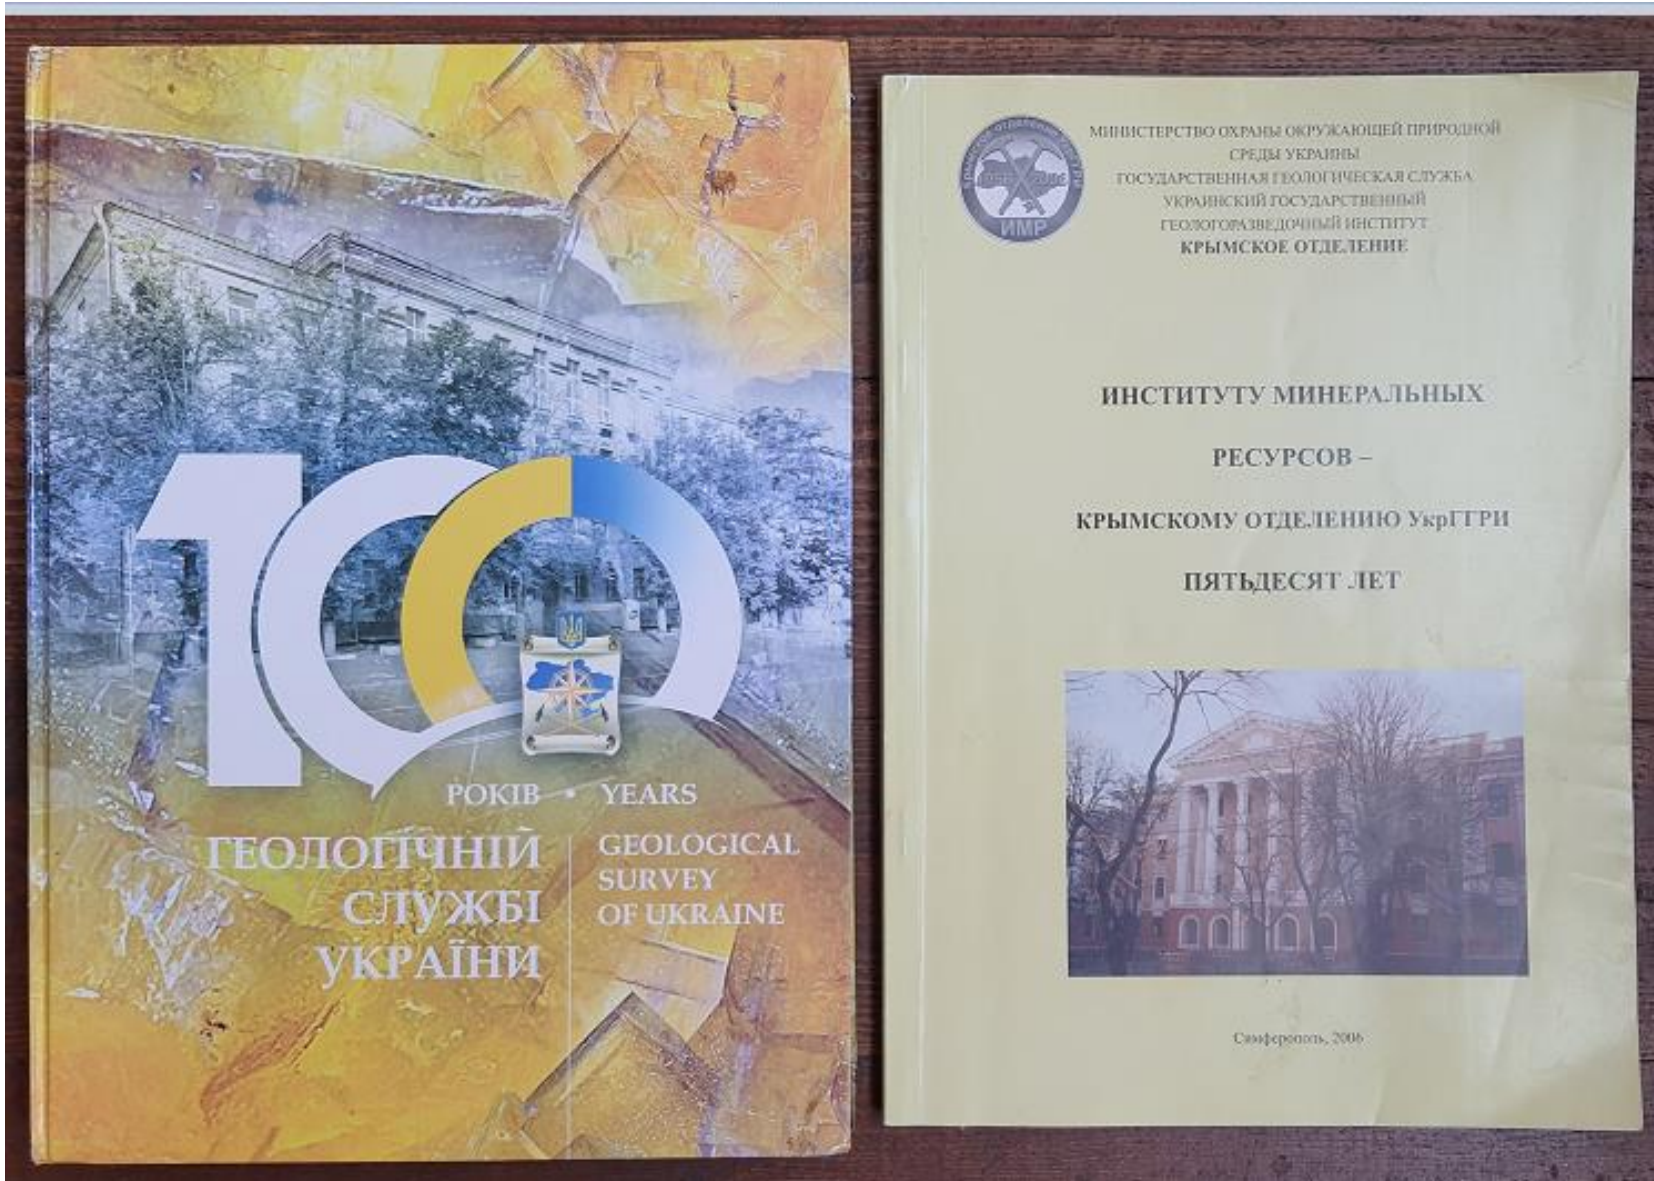 100
РОКІВ • YEARS
ГЕОЛОГІЧНІЙ
СЛУЖБІ
УКРАЇНИ
GEOLOGICAL
SURVEY
OF UKRAINE
ИМР
МИНИСТЕРСТВО ОХРАНЫ ОКРУЖАЮЩЕЙ ПРИРОДНОЙ
СРЕДЫ УКРАИНЫ
ГОСУДАРСТВЕННАЯ ГЕОЛОГИЧЕСКАЯ СЛУЖБА
УКРАИНСКИЙ ГОСУДАРСТВЕННЫЙ
ГЕОЛОГОРАЗВЕДОЧНЫЙ ИНСТИТУТ
КРЫМСКОЕ ОТДЕЛЕНИЕ
ИНСТИТУТУ МИНЕРАЛЬНЫХ
РЕСУРСОВ –
КРЫМСКОМУ ОТДЕЛЕНИЮ УкрГГРИ
ПЯТЬДЕСЯТ ЛЕТ
Симферополь, 2006